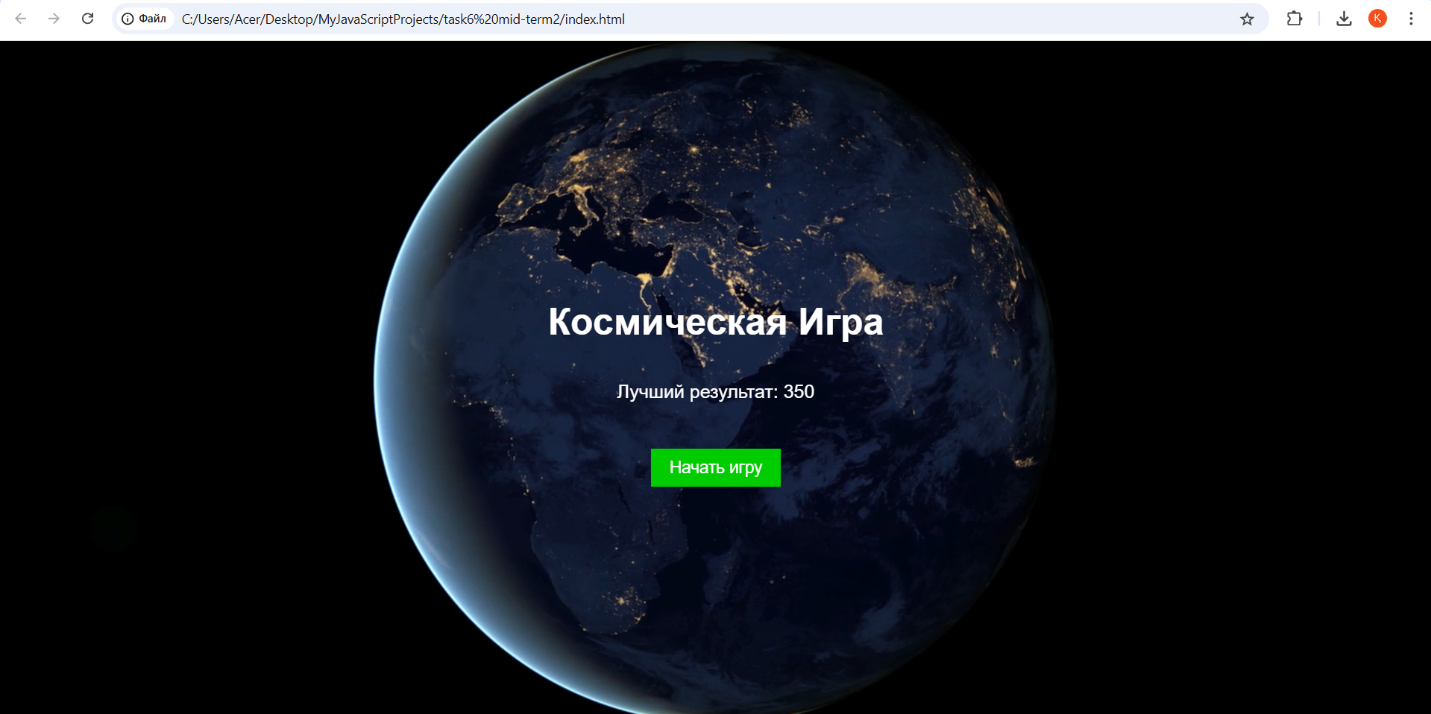 Файл C:/Users/Acer/Desktop/MyJavaScriptProjects/task6%20mid-term2/index.html K
Космическая Игра
Лучший результат: 350
Начать игру